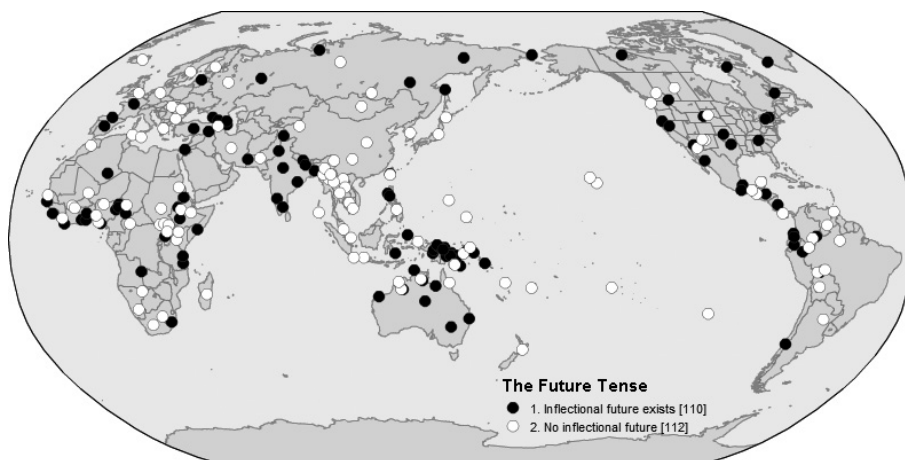 The Future Tense
1. Inflectional future exists [110]
2. No inflectional future [112]